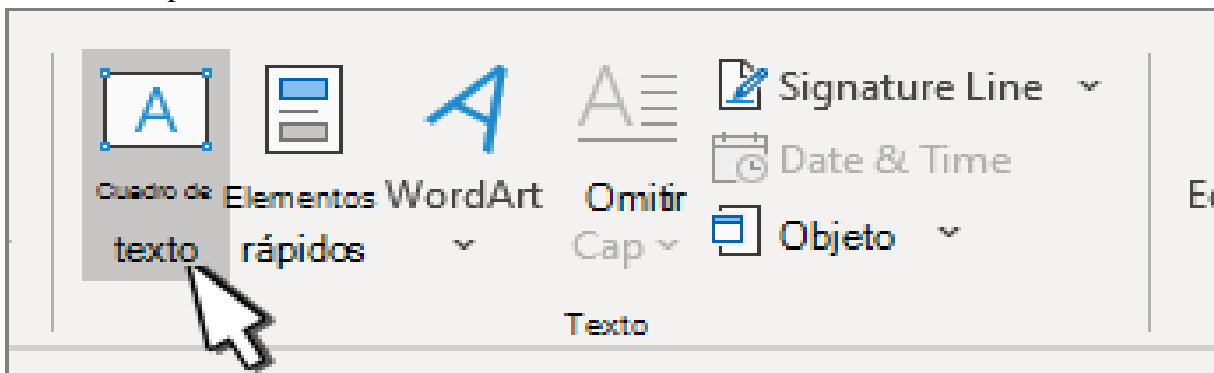 Cuadro de
texto
Elementos
rápidos
WordArt
Omitir
Cap
Signature Line
Date & Time
Objeto
Texto